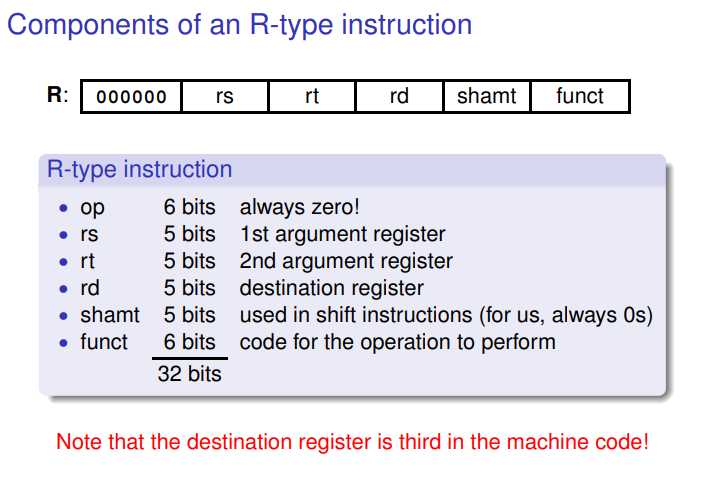 Components of an R-type instruction
R: 000000 rs rt rd shamt funct
R-type instruction
• op 6 bits always zero!
• rs 5 bits 1st argument register
• rt 5 bits 2nd argument register
• rd 5 bits destination register
• shamt 5 bits used in shift instructions (for us, always 0s)
• funct 6 bits code for the operation to perform
32 bits
Note that the destination register is third in the machine code!